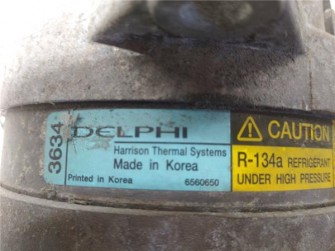 3634
DELPHI
Harrison Thermal Systems
Made in Korea
Printed in Korea 6560650
CAUTION
R-134a REFRIGERANT
UNDER HIGH PRESSURE